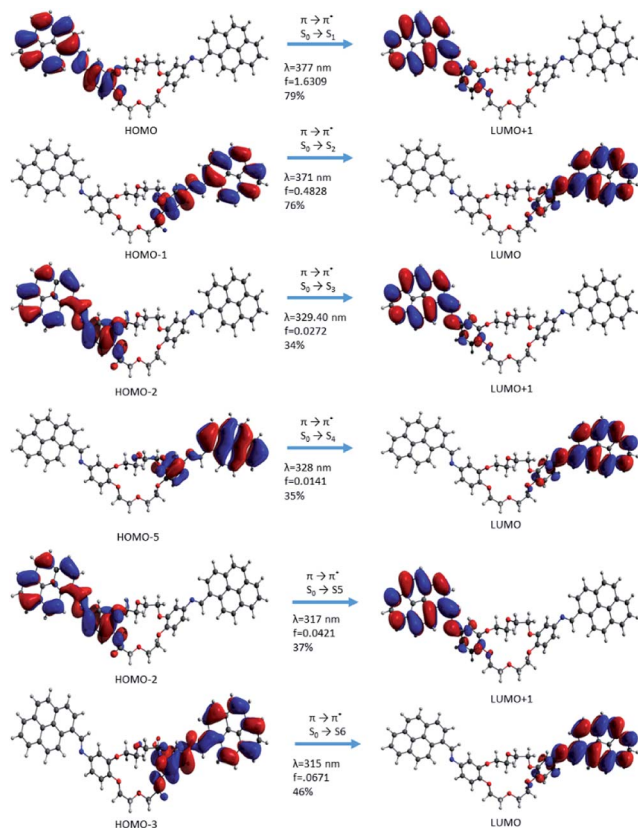 π → π*
S₀ → S₁
λ=377 nm
f=1.6309
79%
HOMO
LUMO+1
π → π*
S₀ → S₂
λ=371 nm
f=0.4828
76%
HOMO-1
LUMO
π → π*
S₀ → S₃
λ=329.40 nm
f=0.0272
34%
HOMO-2
LUMO+1
π → π*
S₀ → S₄
λ=328 nm
f=0.0141
35%
HOMO-5
LUMO
π → π*
S₀ → S5
λ=317 nm
f=0.0421
37%
HOMO-2
LUMO+1
π → π*
S₀ → S6
λ=315 nm
f=.0671
46%
HOMO-3
LUMO